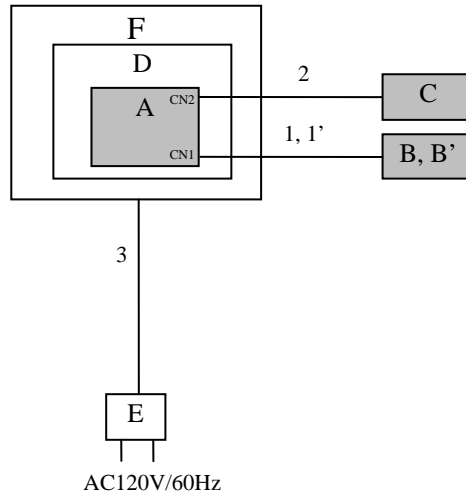 F
D
2
A
CN2
C
1, 1’
CN1
B, B’
3
E
AC120V/60Hz